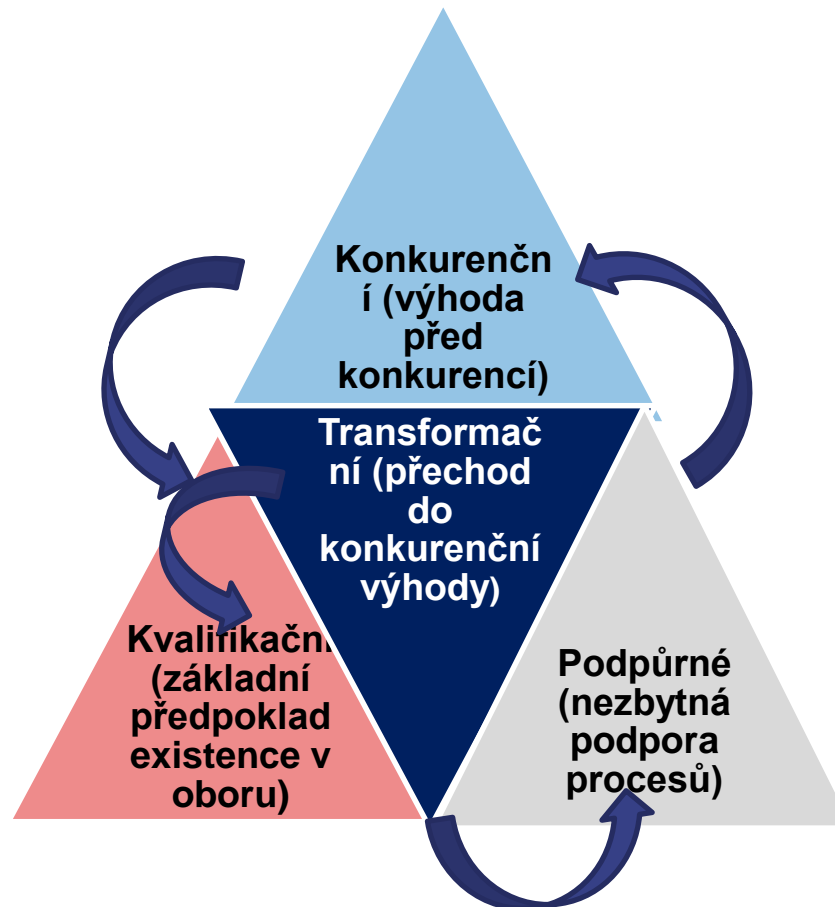 Konkurenčn
í (výhoda
před
konkurencí)
Transformač
ní (přechod
do
konkurenční
výhody)
Kvalifikační
(základní
předpoklad
existence v
oboru)
Podpůrné
(nezbytná
podpora
procesů)